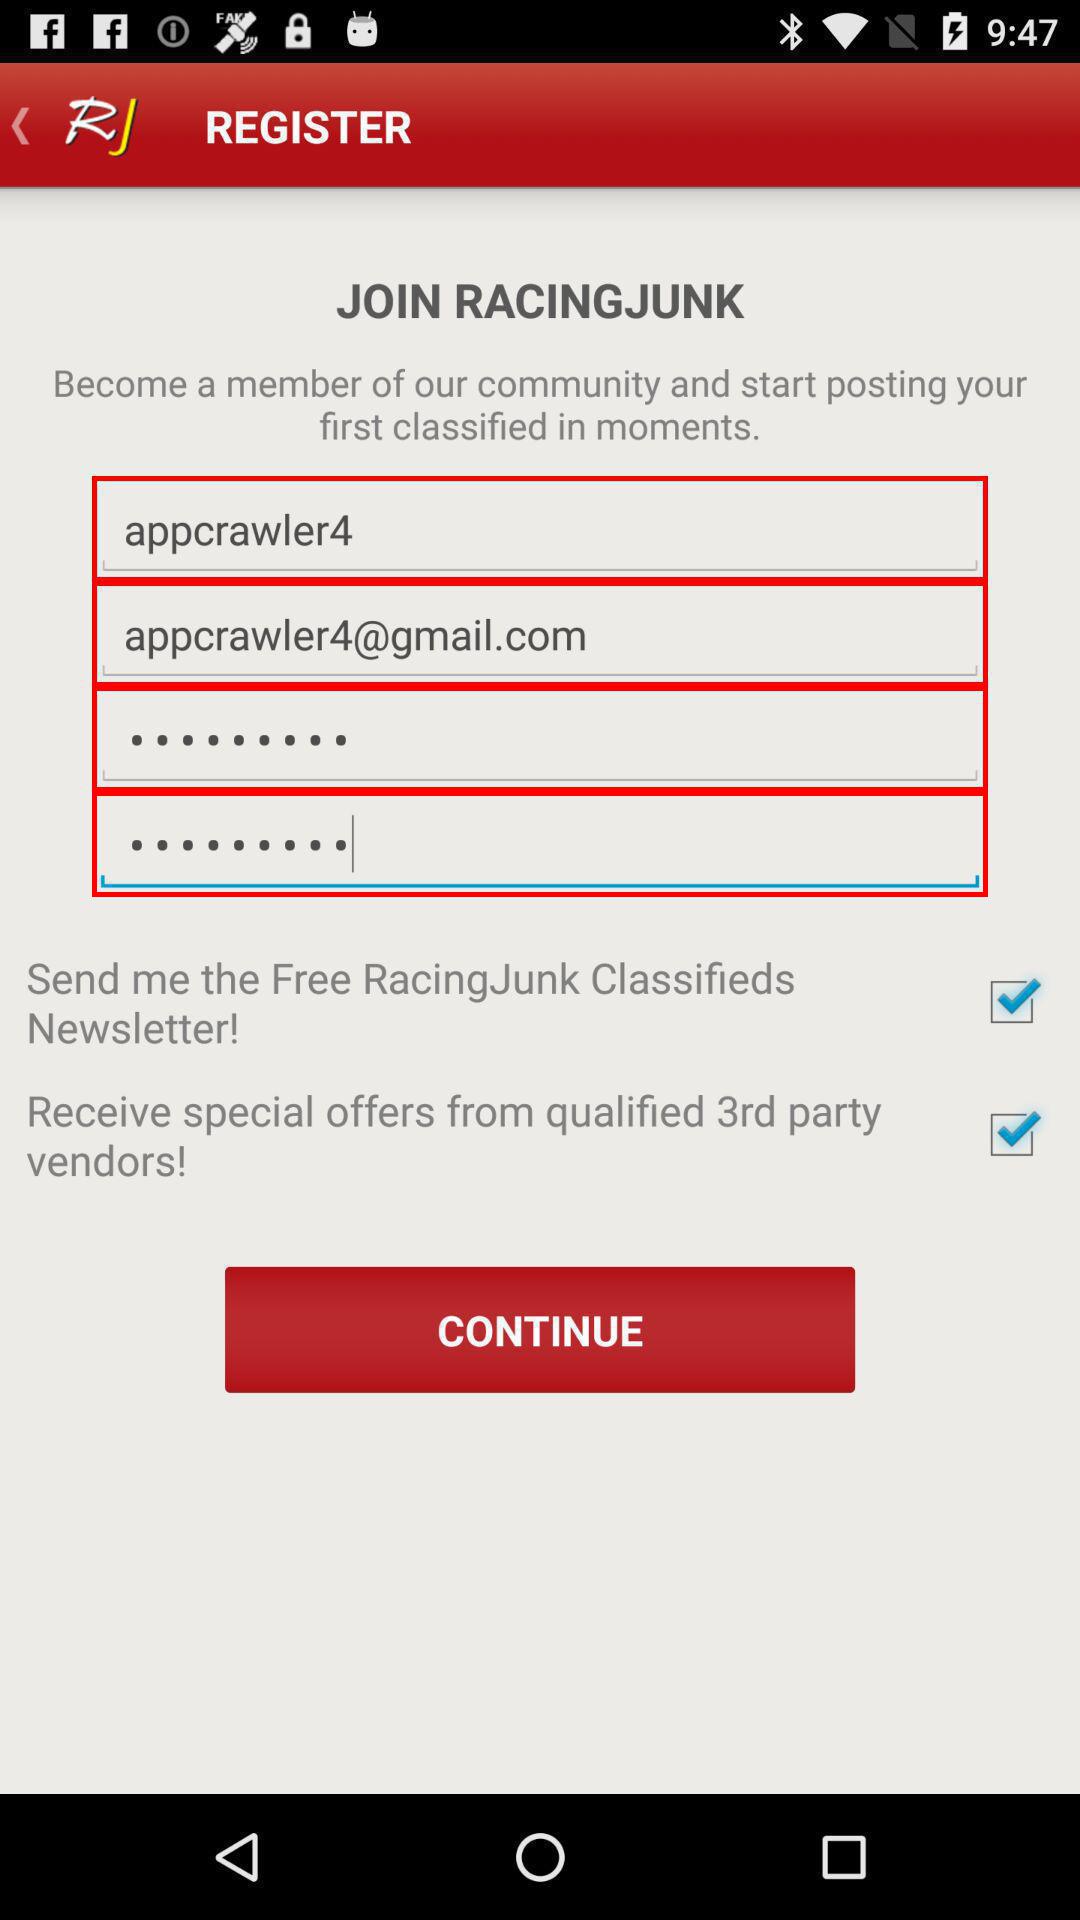 FAKE
9:47
RJ
REGISTER
JOIN RACINGJUNK
Become a member of our community and start posting your
first classified in moments.
appcrawler4
appcrawler4@gmail.com
•••••••••
•••••••••
Send me the Free RacingJunk Classifieds
Newsletter!
Receive special offers from qualified 3rd party
vendors!
CONTINUE